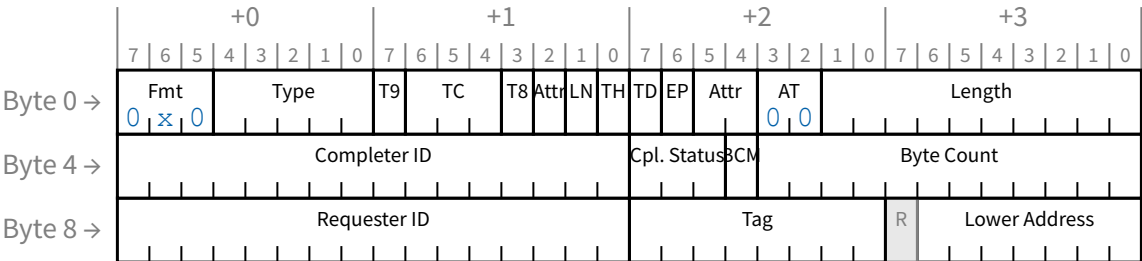 +0 +1 +2 +3
7 6 5 4 3 2 1 0 7 6 5 4 3 2 1 0 7 6 5 4 3 2 1 0 7 6 5 4 3 2 1 0
Byte 0 → Fmt Type T9 TC T8 Attr LN TH TD EP Attr AT Length
0 x 0 0 0
Byte 4 → Completer ID Cpl. Status BCM Byte Count
Byte 8 → Requester ID Tag R Lower Address